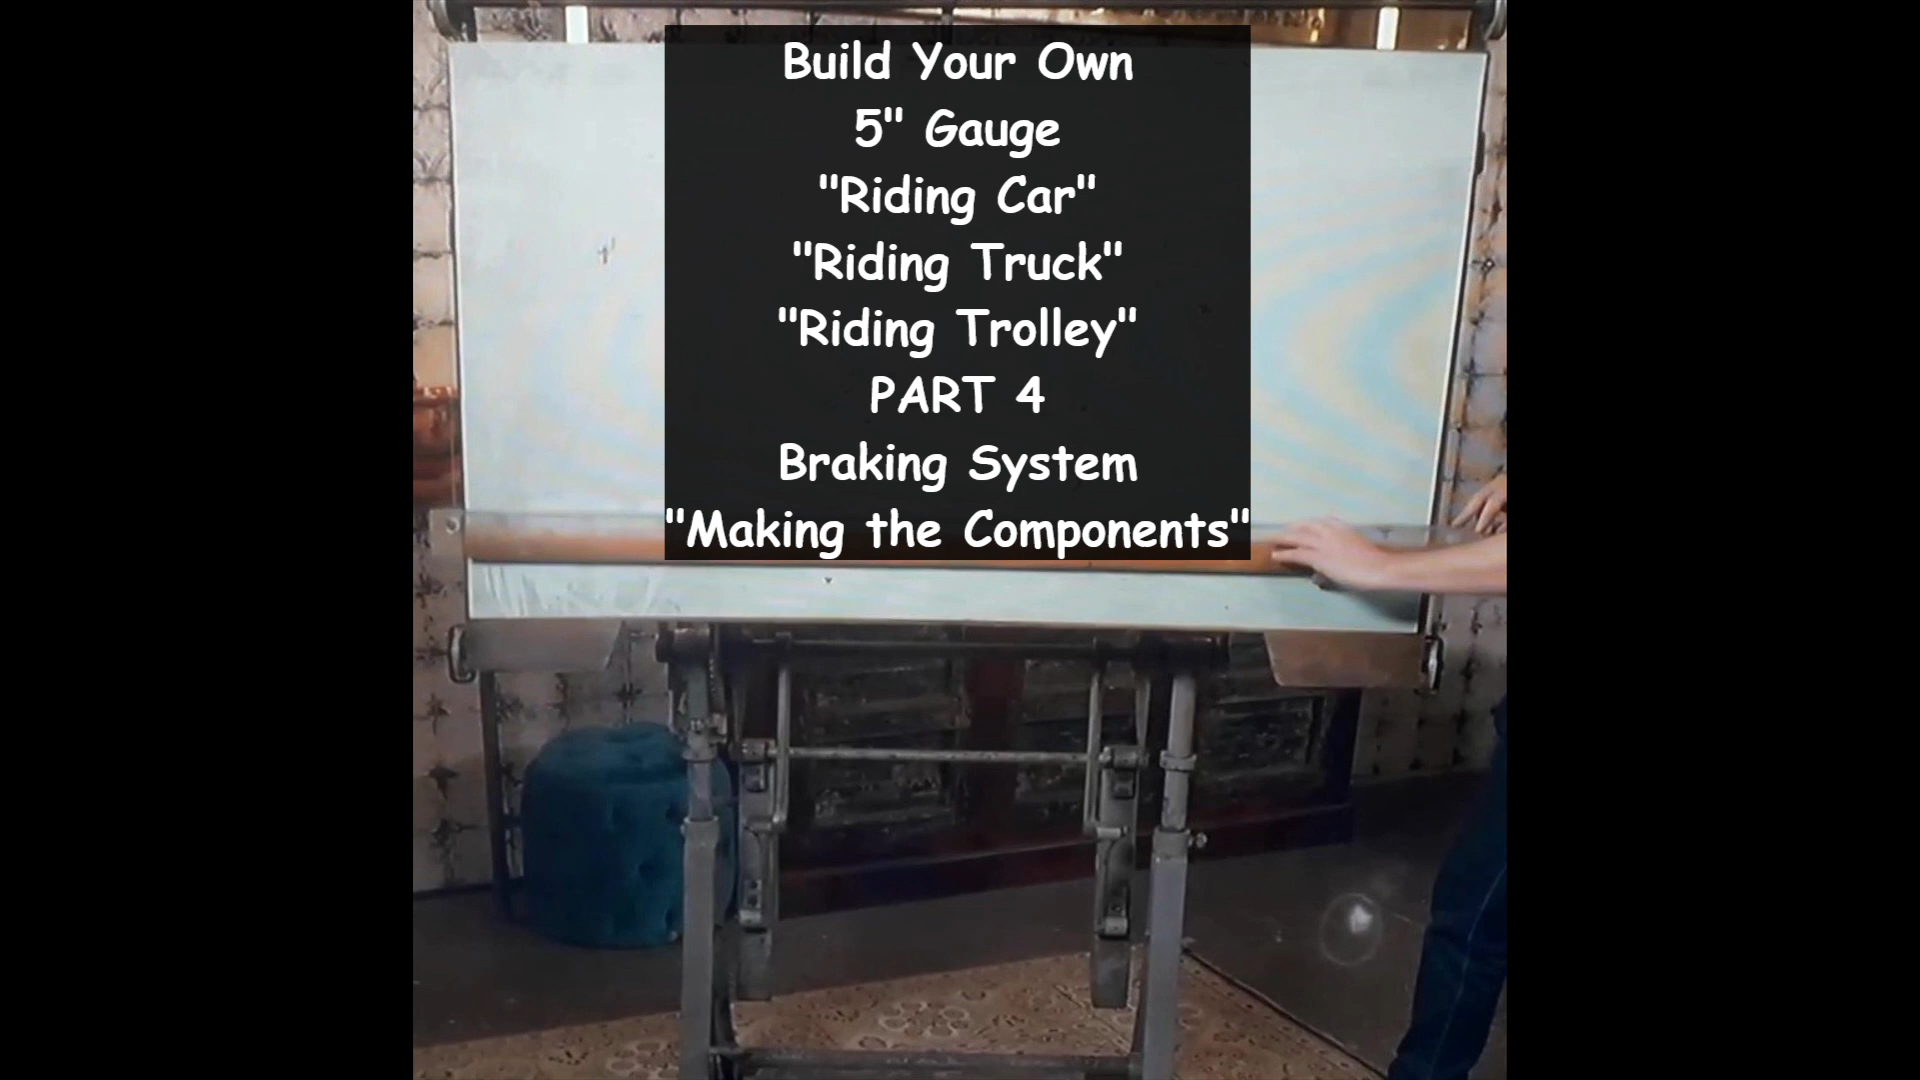 Build Your Own
5" Gauge
"Riding Car"
"Riding Truck"
"Riding Trolley"
PART 4
Braking System
"Making the Components"